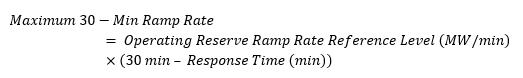 Maximum 30 − Min Ramp Rate
= Operating Reserve Ramp Rate Reference Level (MW/min)
× (30 min – Response Time (min))